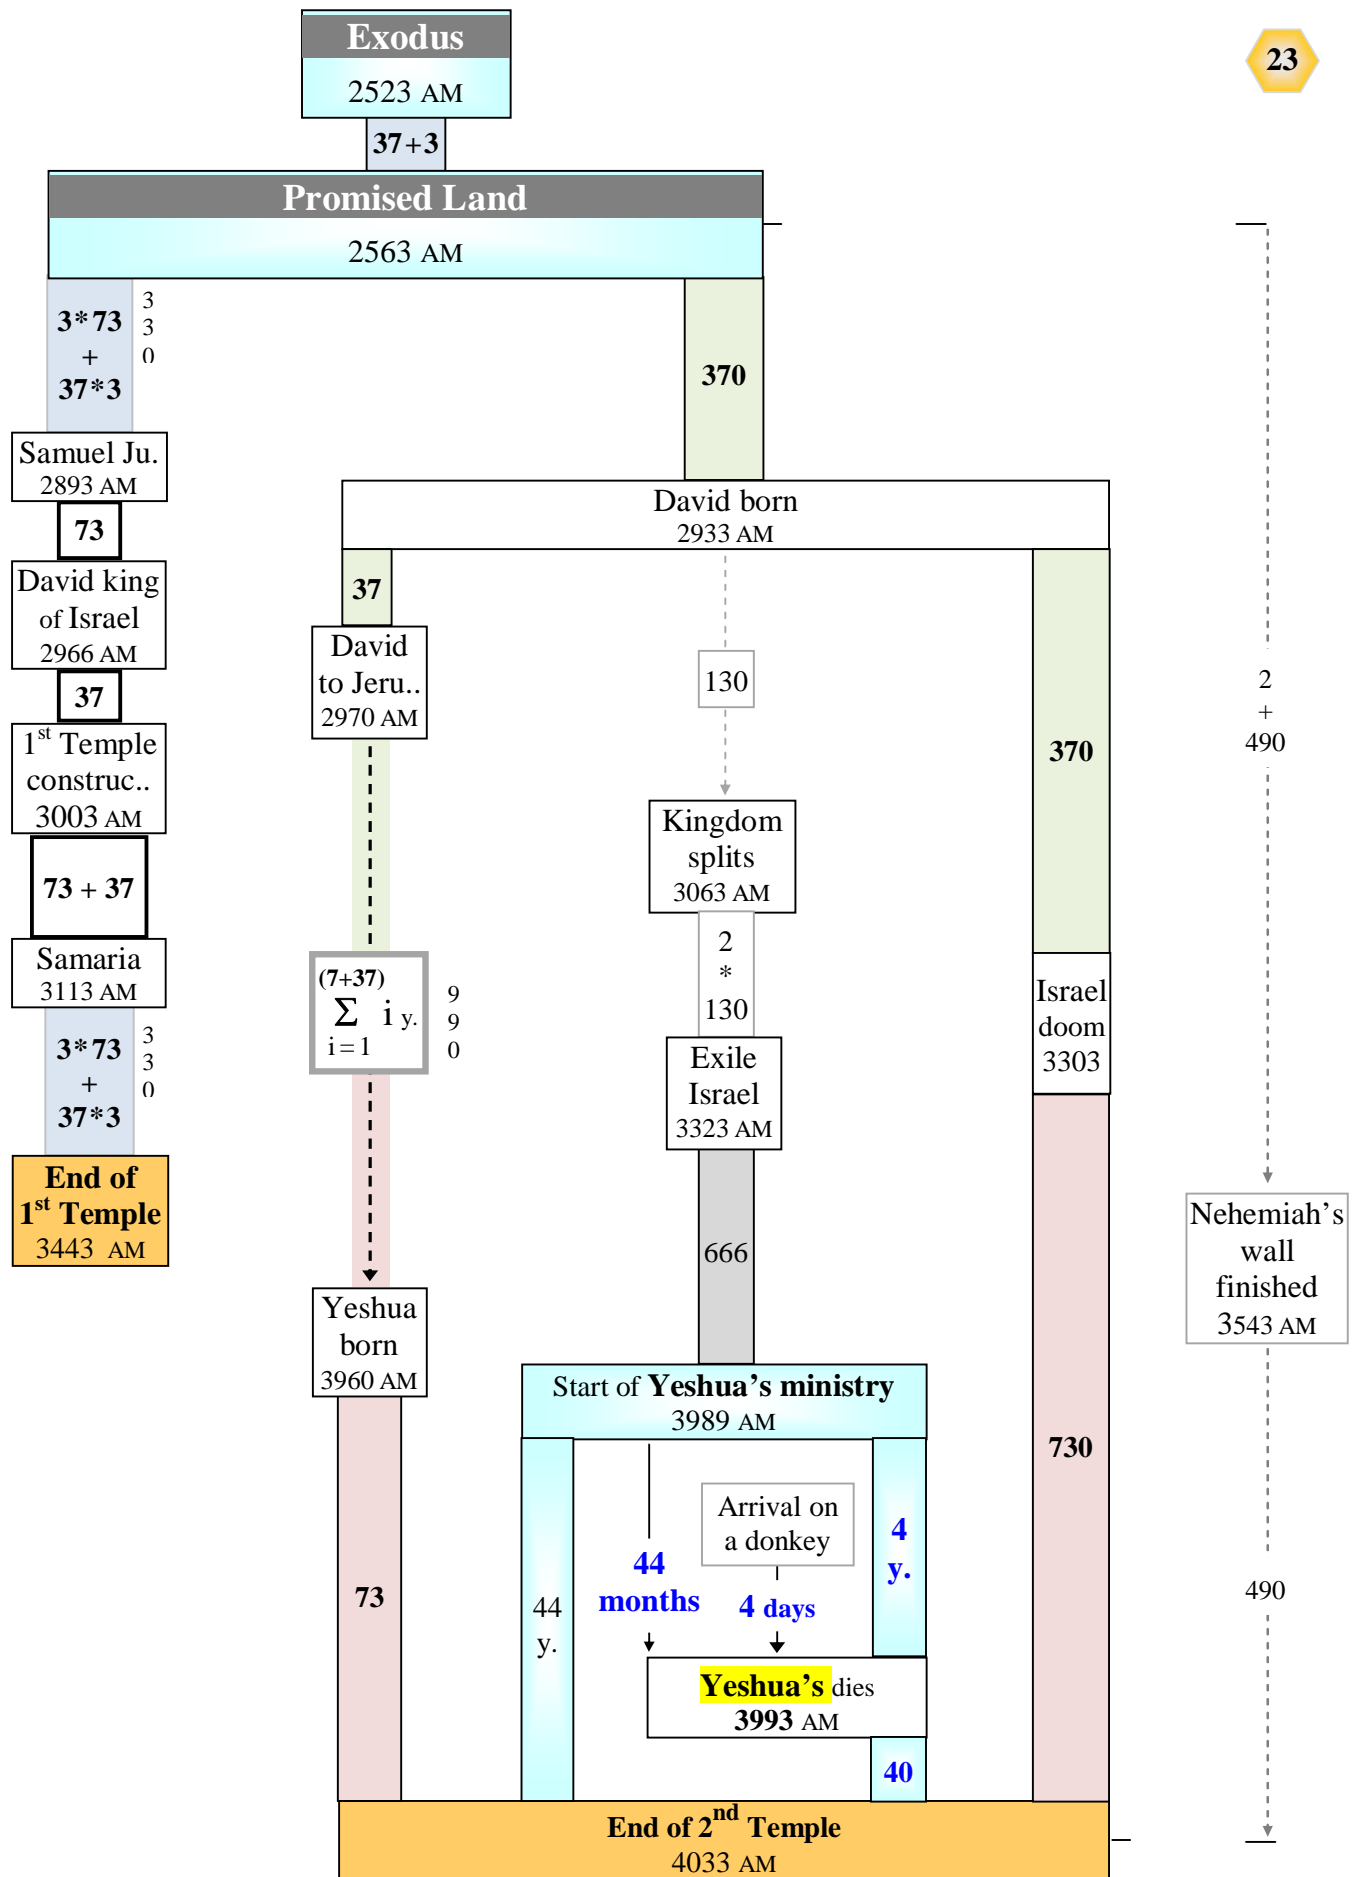 Exodus
2523 AM
23
37+3
Promised Land
2563 AM
3*73
+
37*3
3
3
0
370
Samuel Ju.
2893 AM
73
David king
of Israel
2966 AM
37
1st Temple
construc..
3003 AM
73 + 37
Samaria
3113 AM
3*73
+
37*3
3
3
0
End of
1st Temple
3443 AM
David born
2933 AM
37
David
to Jeru..
2970 AM
(7+37)
Σ i y.
i=1
9
9
0
Yeshua
born
3960 AM
73
130
Kingdom
splits
3063 AM
2
*
130
Exile
Israel
3323 AM
666
Start of Yeshua's ministry
3989 AM
44
y.
44
months
Arrival on
a donkey
4 days
4
y.
Yeshua's dies
3993 AM
40
370
Israel
doom
3303
730
2
+
490
Nehemiah's
wall
finished
3543 AM
490
End of 2nd Temple
4033 AM